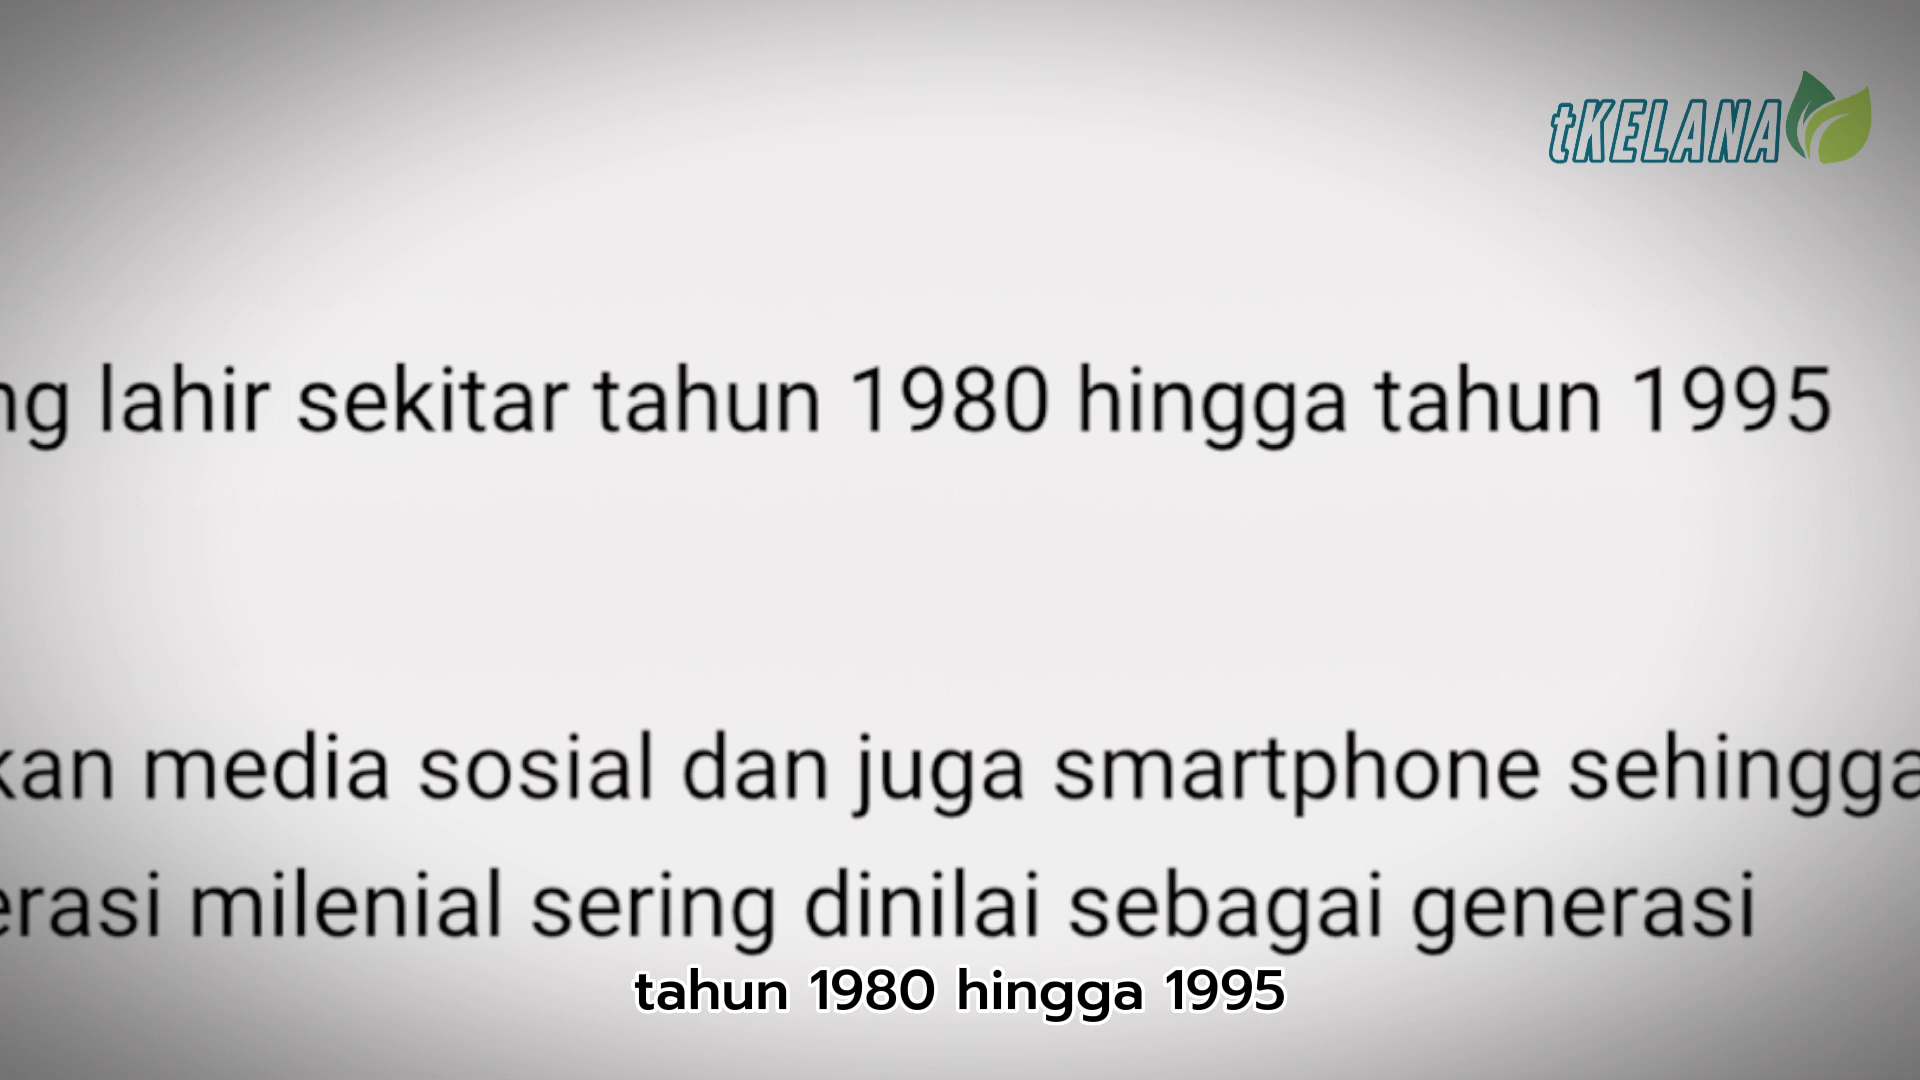 tKELANA
ng lahir sekitar tahun 1980 hingga tahun 1995
kan media sosial dan juga smartphone sehingga
erasi milenial sering dinilai sebagai generasi
tahun 1980 hingga 1995